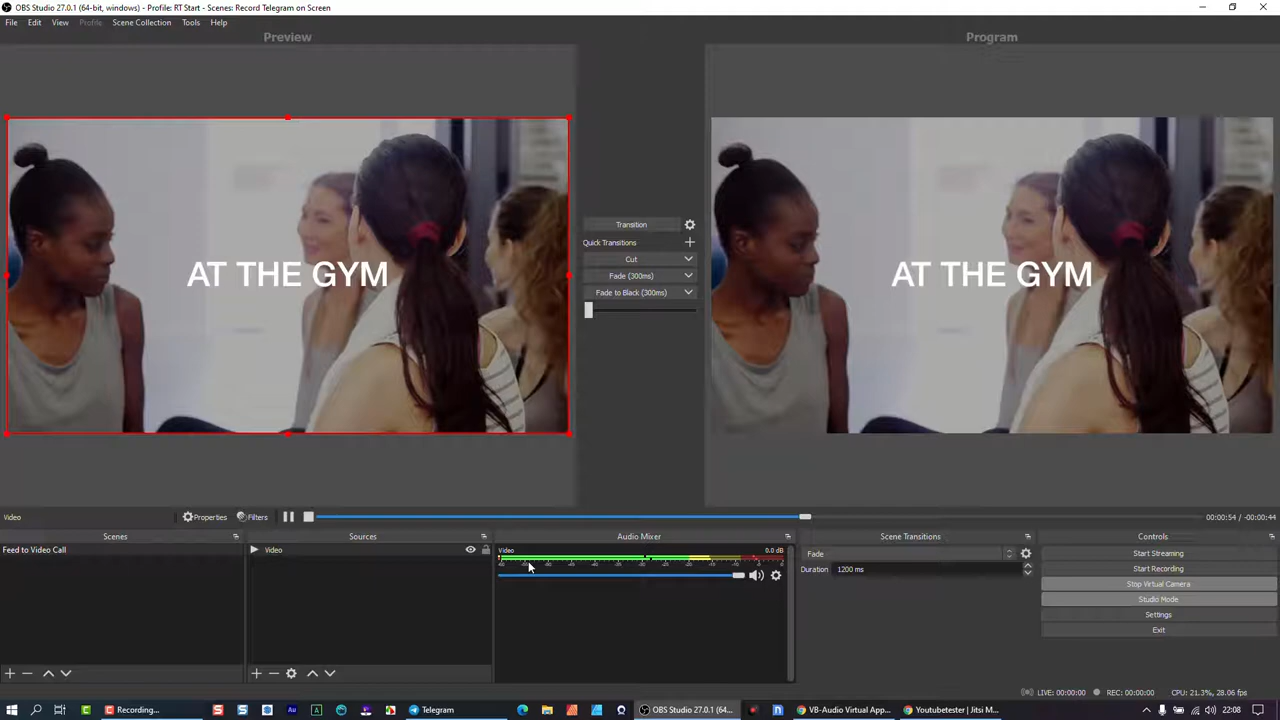 OBS Studio 27.0.1 (64-bit, windows) - Profile: RT Start - Scenes: Record Telegram on Screen
File Edit View Profile Scene Collection Tools Help
Preview
Program
AT THE GYM
AT THE GYM
Transition
Quick Transitions
Cut
Fade (300ms)
Fade to Black (300ms)
Video
Properties
Filters
00:00:54 / -00:00:44
Scenes
Sources
Audio Mixer
Scene Transitions
Controls
Feed to Video Call
Video
Video
0.0 dB
Fade
Duration
1200 ms
Start Streaming
Start Recording
Stop Virtual Camera
Studio Mode
Settings
Exit
LIVE: 00:00:00
REC: 00:00:00
CPU: 21.3%, 28.06 fps
Recording...
Telegram
OBS Studio 27.0.1 (64...
VB-Audio Virtual App...
Youtubetester | Jitsi M...
22:08